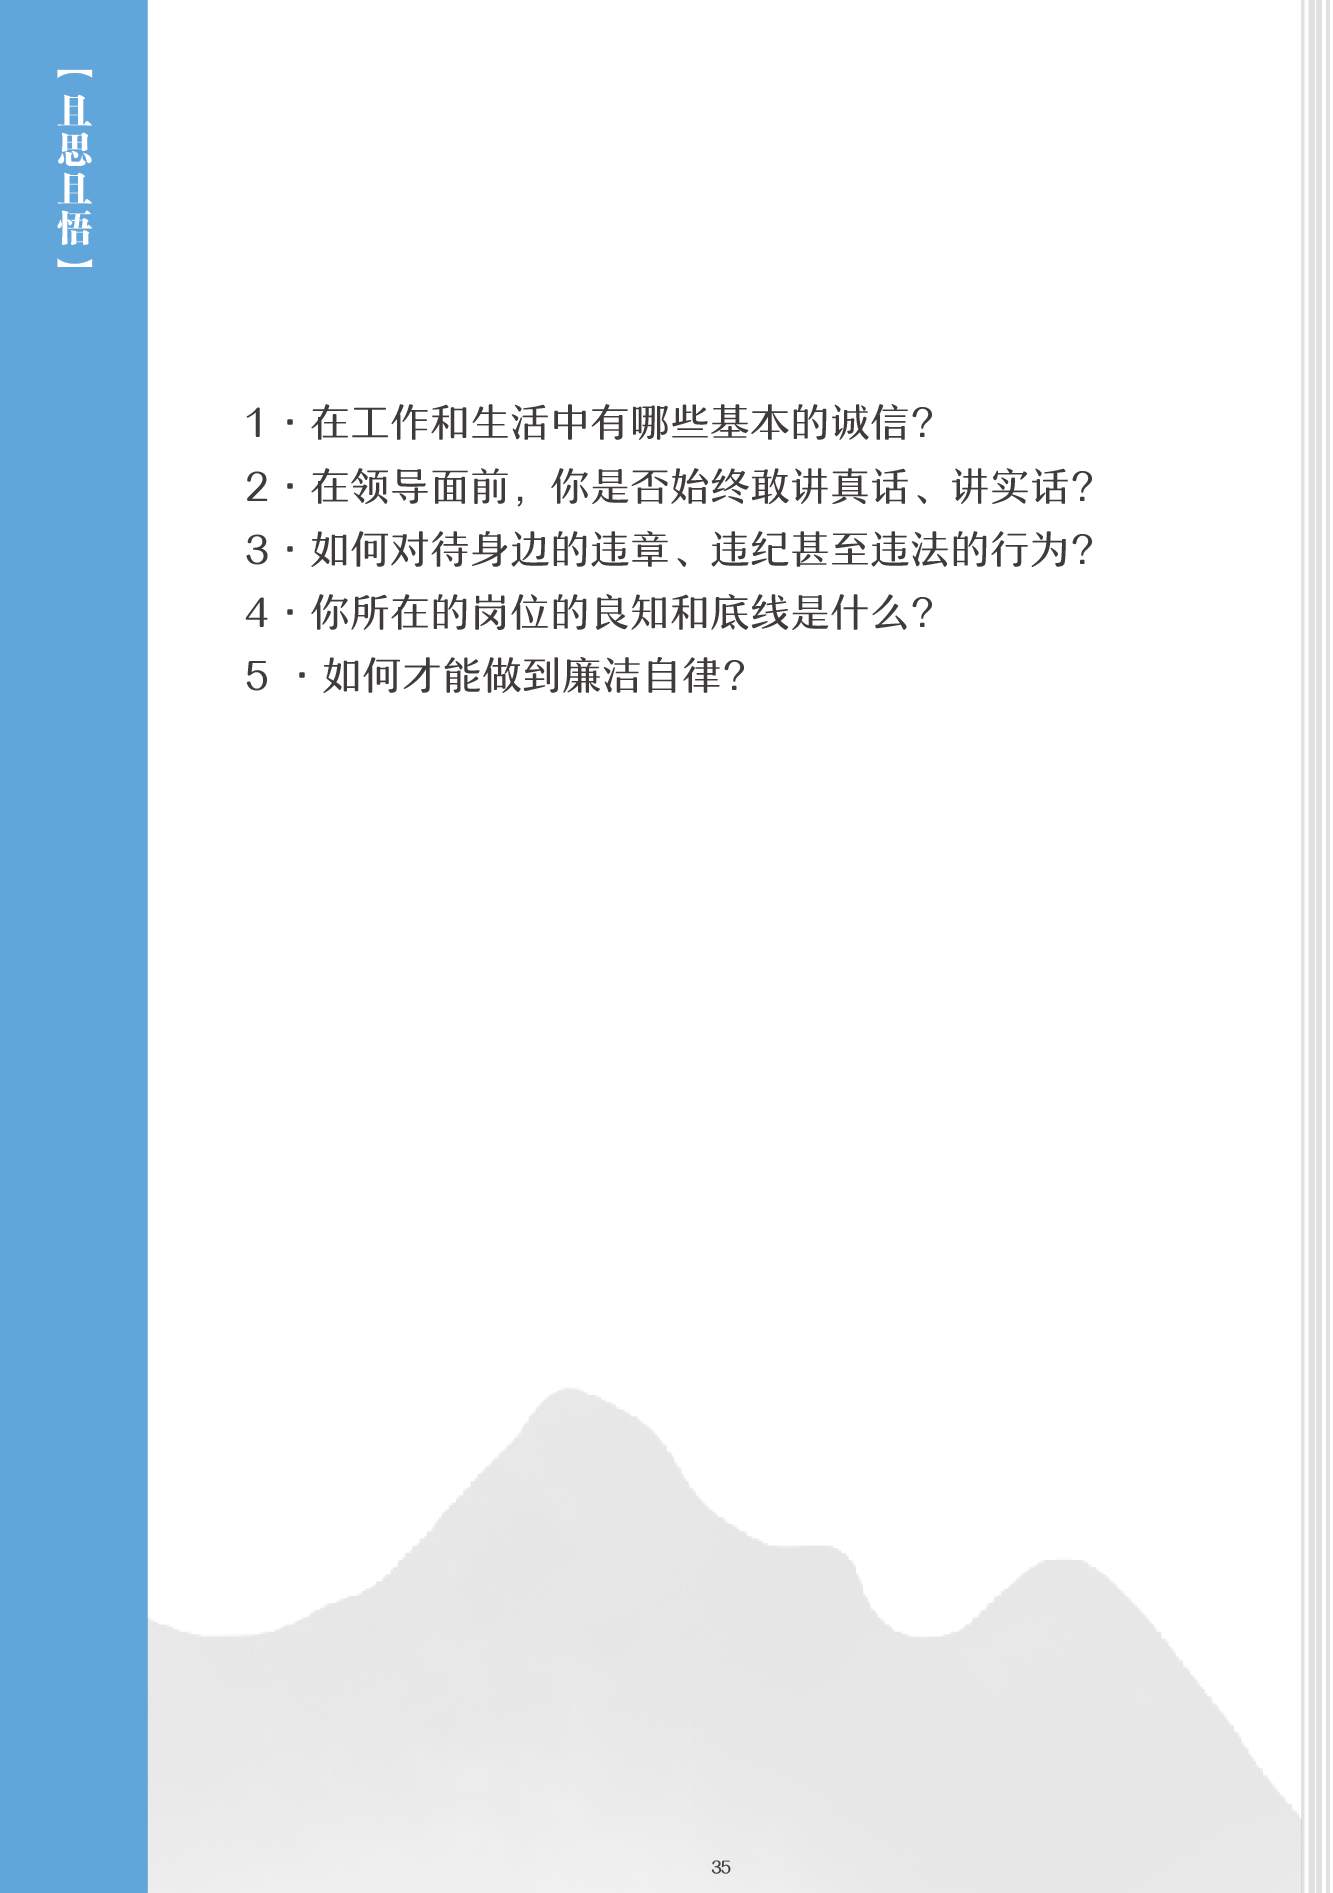 【且思且悟】
1·在工作和生活中有哪些基本的诚信?
2·在领导面前，你是否始终敢讲真话、讲实话?
3·如何对待身边的违章、违纪甚至违法的行为?
4·你所在的岗位的良知和底线是什么?
5 ·如何才能做到廉洁自律?
35